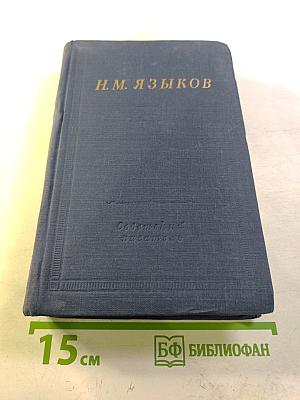 Н. М. ЯЗЫКОВ
Советский
писатель
15 см
БФ БИБЛИОФАН